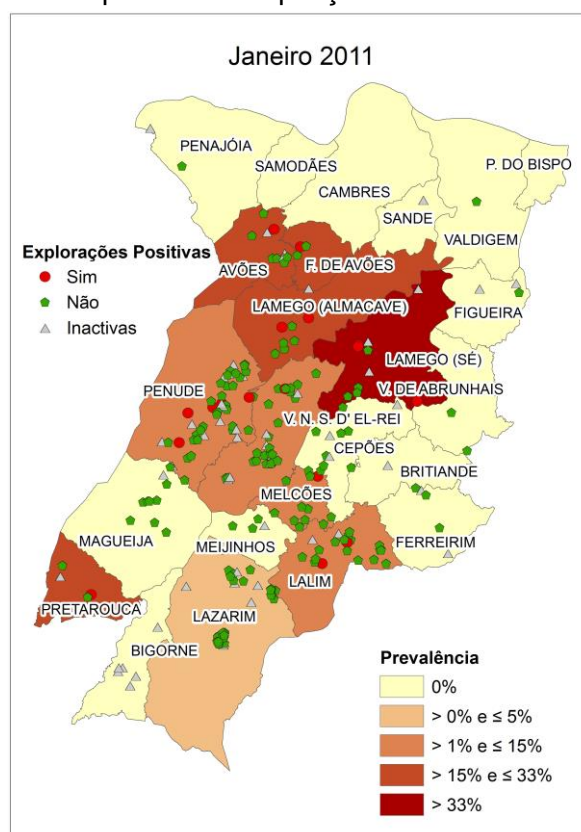 Janeiro 2011
PENAJÓIA
SAMODÃES
CAMBRES
P. DO BISPO
SANDE
VALDIGEM
Explorações Positivas
Sim
Não
Inactivas
AVÕES
F. DE AVÕES
LAMEGO (ALMACAVE)
FIGUEIRA
LAMEGO (SÉ)
PENUDE
V. DE ABRUNHAIS
V. N. S. D' EL-REI
CEPÕES
BRITIANDE
MELCÕES
MAGUEIJA
MEIJINHOS
FERREIRIM
LALIM
PRETAROUCA
LAZARIM
BIGORNE
Prevalência
0%
> 0% e ≤ 5%
> 1% e ≤ 15%
> 15% e ≤ 33%
> 33%